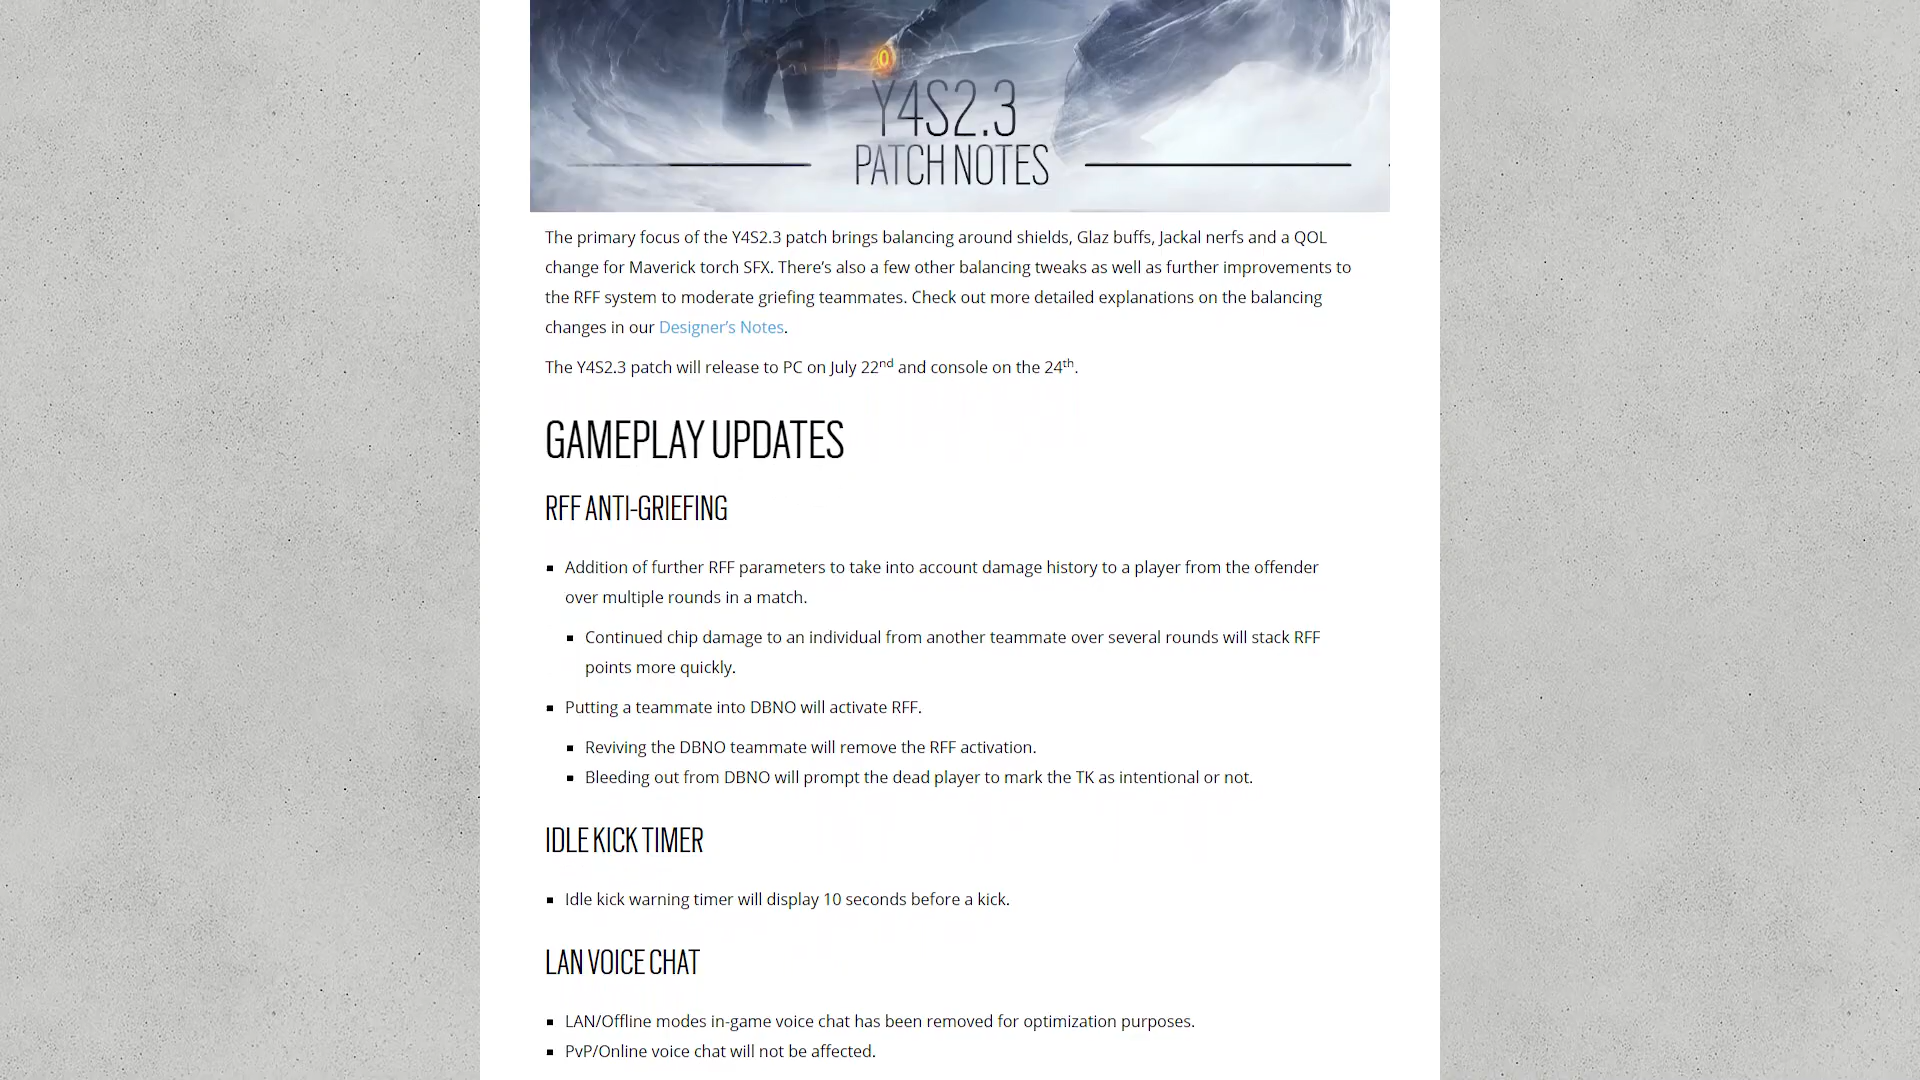 Y4S2.3
PATCH NOTES
The primary focus of the Y4S2.3 patch brings balancing around shields, Glaz buffs, Jackal nerfs and a QOL
change for Maverick torch SFX. There’s also a few other balancing tweaks as well as further improvements to
the RFF system to moderate griefing teammates. Check out more detailed explanations on the balancing
changes in our Designer’s Notes.
The Y4S2.3 patch will release to PC on July 22nd and console on the 24th.
GAMEPLAY UPDATES
RFF ANTI-GRIEFING
▪ Addition of further RFF parameters to take into account damage history to a player from the offender
over multiple rounds in a match.
▪ Continued chip damage to an individual from another teammate over several rounds will stack RFF
points more quickly.
▪ Putting a teammate into DBNO will activate RFF.
▪ Reviving the DBNO teammate will remove the RFF activation.
▪ Bleeding out from DBNO will prompt the dead player to mark the TK as intentional or not.
IDLE KICK TIMER
▪ Idle kick warning timer will display 10 seconds before a kick.
LAN VOICE CHAT
▪ LAN/Offline modes in-game voice chat has been removed for optimization purposes.
▪ PvP/Online voice chat will not be affected.